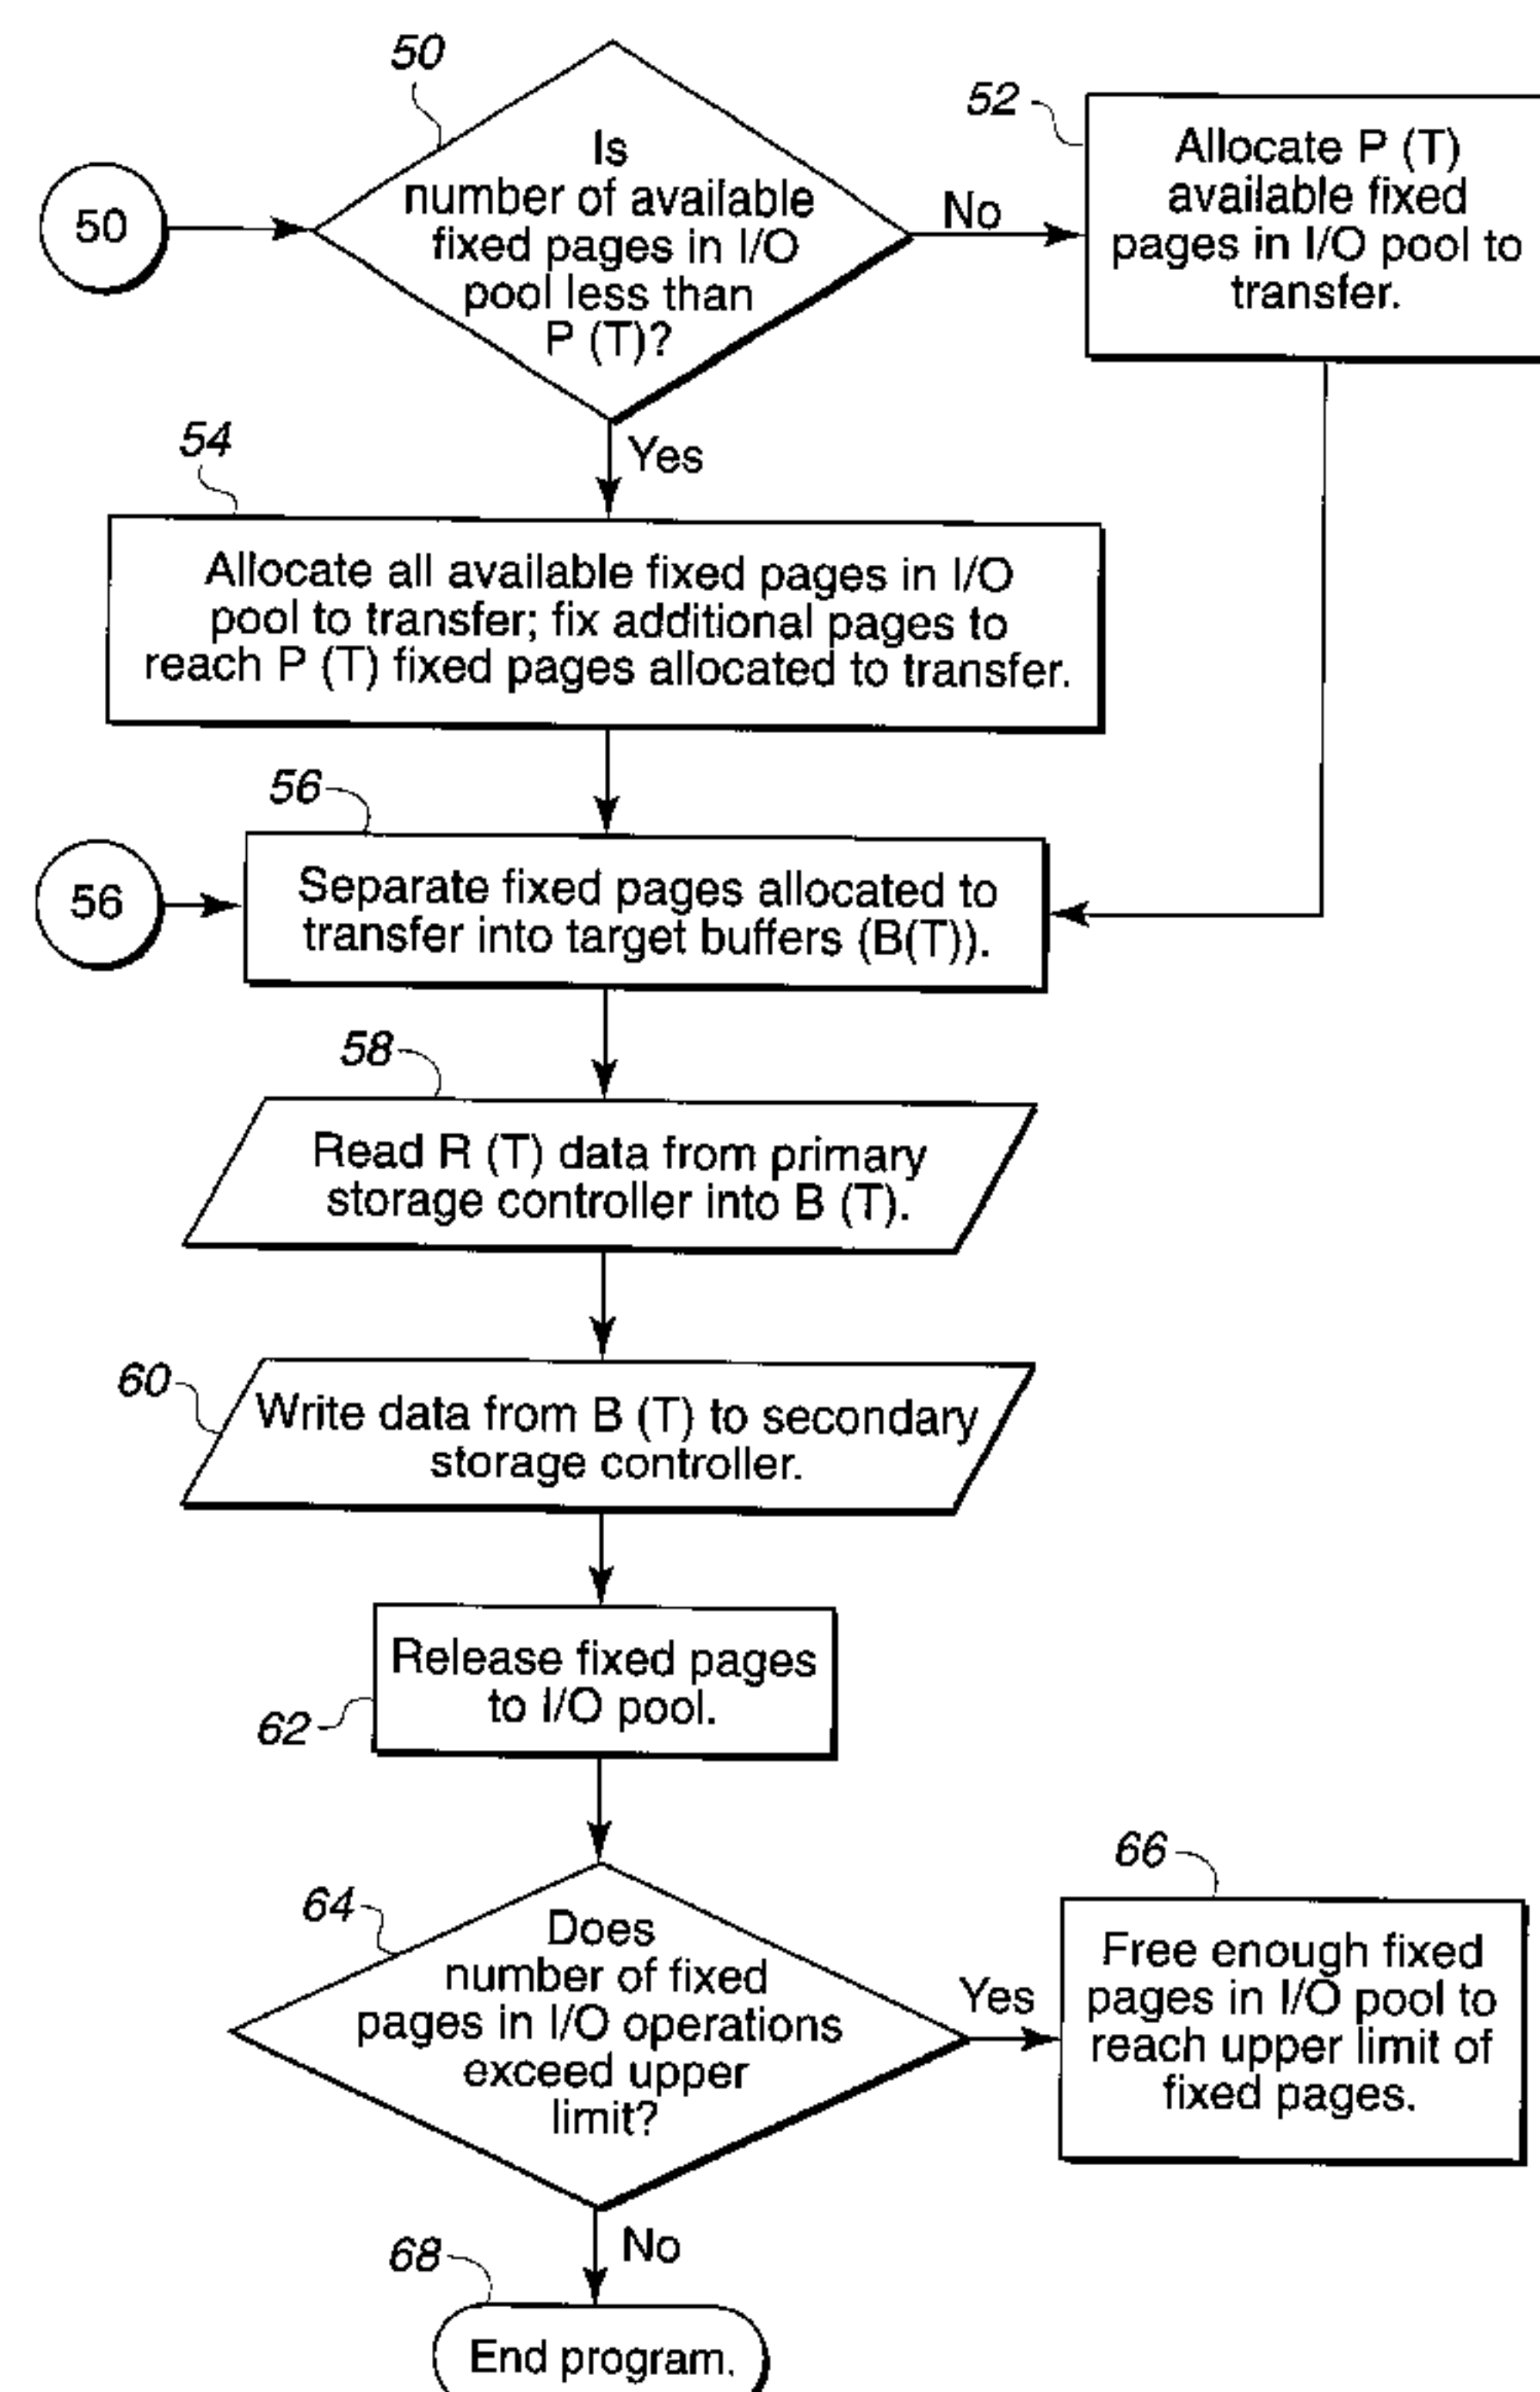 50
50
Is
number of available
fixed pages in I/O
pool less than
P (T)?
No
52
Allocate P (T)
available fixed
pages in I/O pool to
transfer.
Yes
54
Allocate all available fixed pages in I/O
pool to transfer; fix additional pages to
reach P (T) fixed pages allocated to transfer.
56
56
Separate fixed pages allocated to
transfer into target buffers (B(T)).
58
Read R (T) data from primary
storage controller into B (T).
60
Write data from B (T) to secondary
storage controller.
Release fixed pages
to I/O pool.
62
64
Does
number of fixed
pages in I/O operations
exceed upper
limit?
Yes
66
Free enough fixed
pages in I/O pool to
reach upper limit of
fixed pages.
No
68
End program.